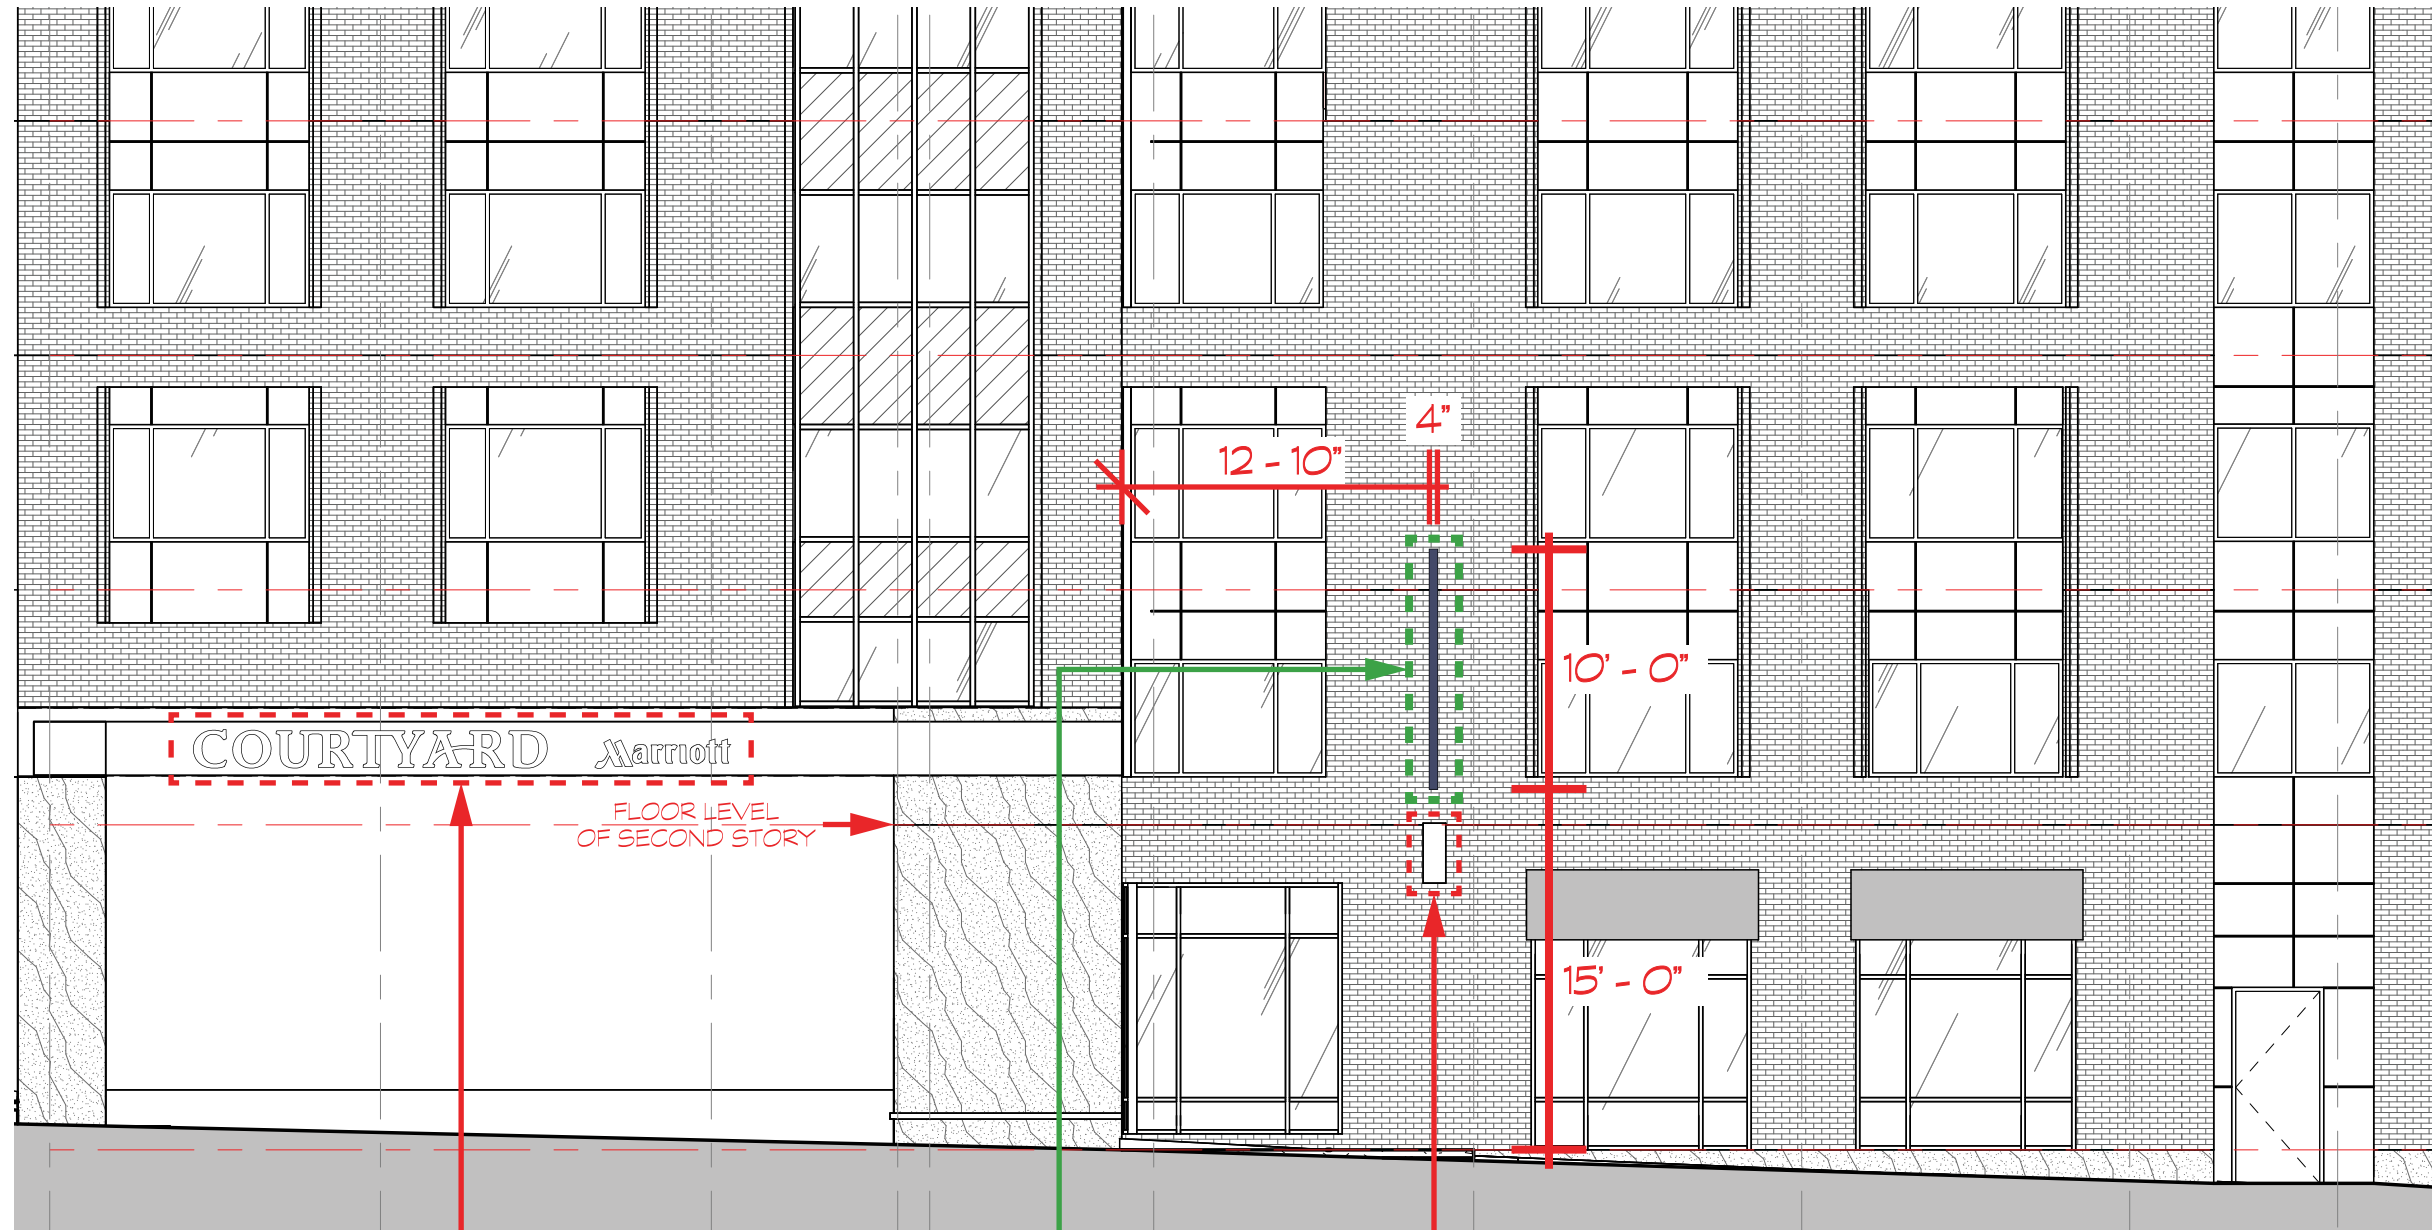 4"
12 - 10"
10' - 0"
COURTYARD Marriott
FLOOR LEVEL
OF SECOND STORY
15' - 0"